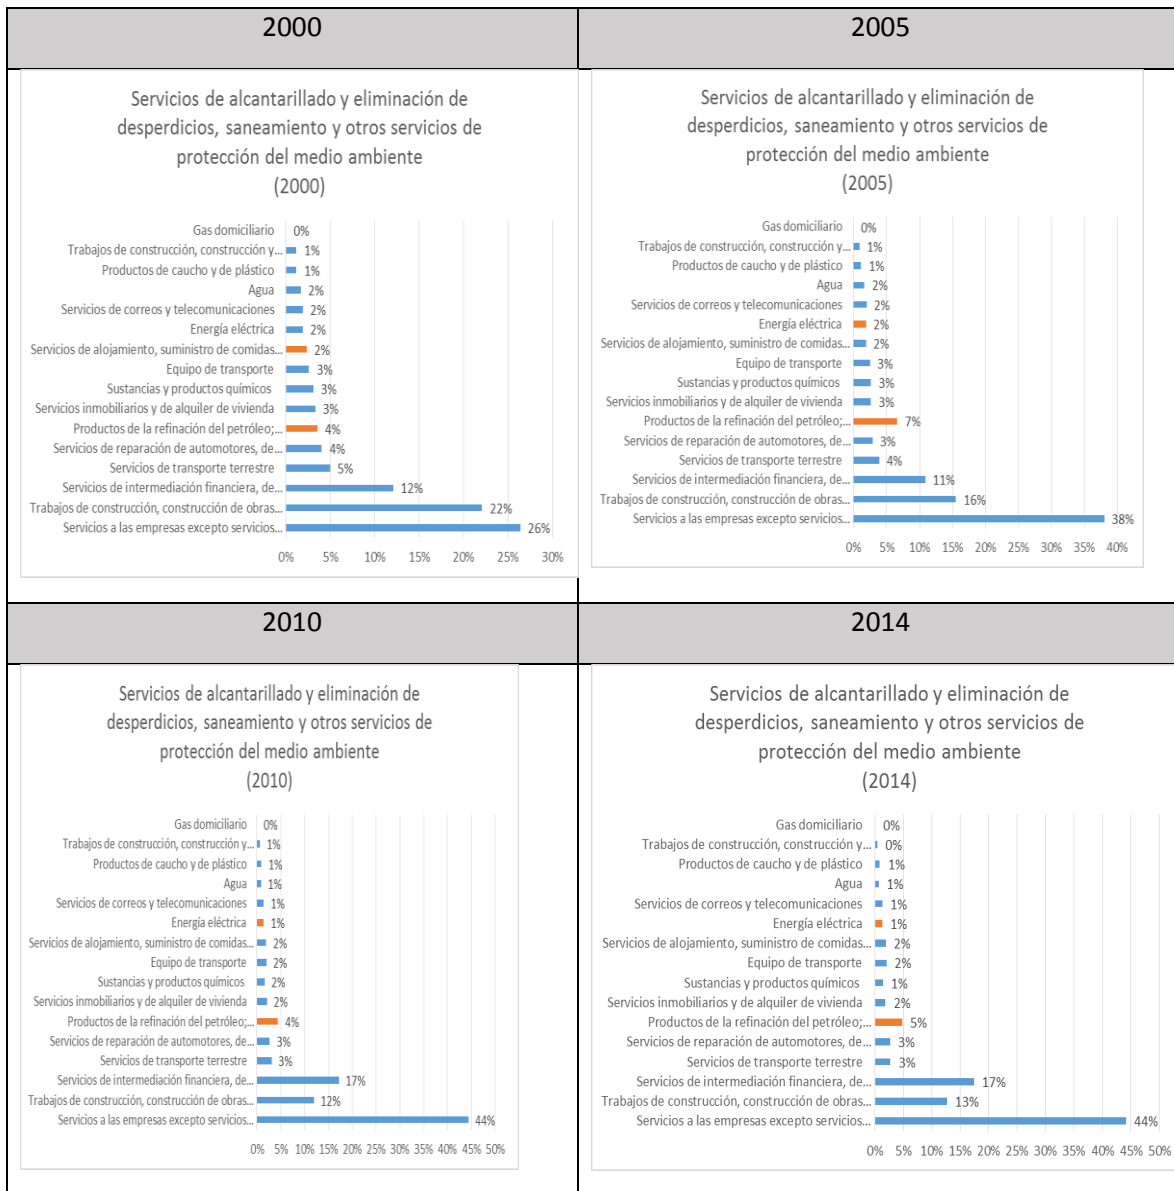 2000
Servicios de alcantarillado y eliminación de
desperdicios, saneamiento y otros servicios de
protección del medio ambiente
(2000)
Gas domiciliario 0%
Trabajos de construcción, construcción y... 1%
Productos de caucho y de plástico 1%
Agua 2%
Servicios de correos y telecomunicaciones 2%
Energía eléctrica 2%
Servicios de alojamiento, suministro de comidas... 2%
Equipo de transporte 3%
Sustancias y productos químicos 3%
Servicios inmobiliarios y de alquiler de vivienda 3%
Productos de la refinación del petróleo;... 4%
Servicios de reparación de automotores, de... 4%
Servicios de transporte terrestre 5%
Servicios de intermediación financiera, de... 12%
Trabajos de construcción, construcción de obras... 22%
Servicios a las empresas excepto servicios... 26%
0% 5% 10% 15% 20% 25% 30%
2005
Servicios de alcantarillado y eliminación de
desperdicios, saneamiento y otros servicios de
protección del medio ambiente
(2005)
Gas domiciliario 0%
Trabajos de construcción, construcción y... 1%
Productos de caucho y de plástico 1%
Agua 2%
Servicios de correos y telecomunicaciones 2%
Energía eléctrica 2%
Servicios de alojamiento, suministro de comidas... 2%
Equipo de transporte 3%
Sustancias y productos químicos 3%
Servicios inmobiliarios y de alquiler de vivienda 3%
Productos de la refinación del petróleo;... 7%
Servicios de reparación de automotores, de... 3%
Servicios de transporte terrestre 4%
Servicios de intermediación financiera, de... 11%
Trabajos de construcción, construcción de obras... 16%
Servicios a las empresas excepto servicios... 38%
0% 5% 10% 15% 20% 25% 30% 35% 40%
2010
Servicios de alcantarillado y eliminación de
desperdicios, saneamiento y otros servicios de
protección del medio ambiente
(2010)
Gas domiciliario 0%
Trabajos de construcción, construcción y... 1%
Productos de caucho y de plástico 1%
Agua 1%
Servicios de correos y telecomunicaciones 1%
Energía eléctrica 1%
Servicios de alojamiento, suministro de comidas... 2%
Equipo de transporte 2%
Sustancias y productos químicos 2%
Servicios inmobiliarios y de alquiler de vivienda 2%
Productos de la refinación del petróleo;... 4%
Servicios de reparación de automotores, de... 3%
Servicios de transporte terrestre 3%
Servicios de intermediación financiera, de... 17%
Trabajos de construcción, construcción de obras... 12%
Servicios a las empresas excepto servicios... 44%
0% 5% 10% 15% 20% 25% 30% 35% 40% 45% 50%
2014
Servicios de alcantarillado y eliminación de
desperdicios, saneamiento y otros servicios de
protección del medio ambiente
(2014)
Gas domiciliario 0%
Trabajos de construcción, construcción y... 0%
Productos de caucho y de plástico 1%
Agua 1%
Servicios de correos y telecomunicaciones 1%
Energía eléctrica 1%
Servicios de alojamiento, suministro de comidas... 2%
Equipo de transporte 2%
Sustancias y productos químicos 1%
Servicios inmobiliarios y de alquiler de vivienda 2%
Productos de la refinación del petróleo;... 5%
Servicios de reparación de automotores, de... 3%
Servicios de transporte terrestre 3%
Servicios de intermediación financiera, de... 17%
Trabajos de construcción, construcción de obras... 13%
Servicios a las empresas excepto servicios... 44%
0% 5% 10% 15% 20% 25% 30% 35% 40% 45% 50%